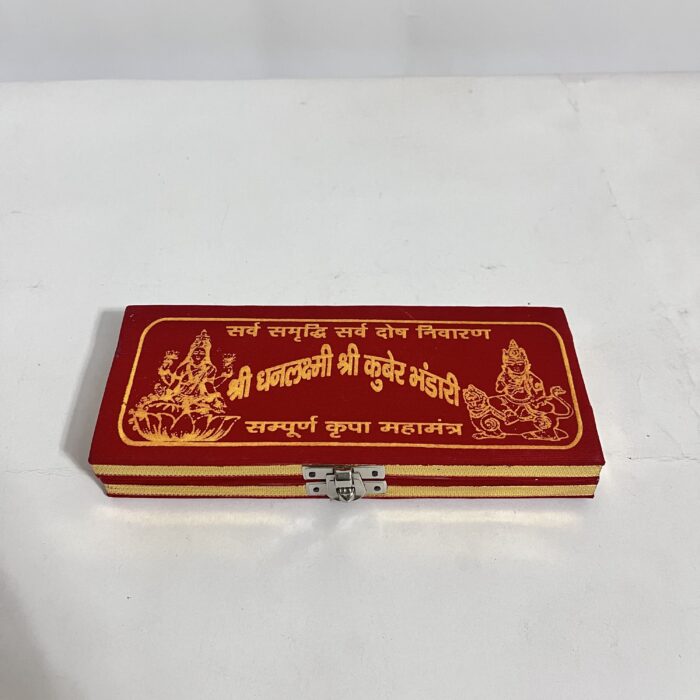 सर्व समृद्धि सर्व दोष निवारण
श्री धनलक्ष्मी श्री कुबेर भंडारी
सम्पूर्ण कृपा महामंत्र